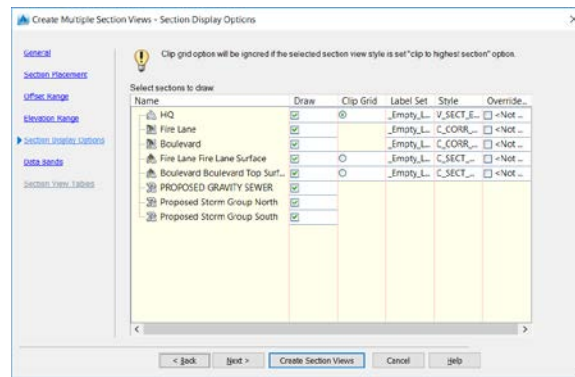 Create Multiple Section Views - Section Display Options
General
Section Placement
Offset Range
Elevation Range
Section Display Options
Data Bands
Section View Tables
Clip grid option will be ignored if the selected section view style is set "clip to highest section" option.
Select sections to draw:
Name Draw Clip Grid Label Set Style Override...
HQ _Empty_L... V_SECT_E... <Not ...
Fire Lane _Empty_L... C_CORR_... <Not ...
Boulevard _Empty_L... C_CORR_... <Not ...
Fire Lane Fire Lane Surface _Empty_L... C_SECT_... <Not ...
Boulevard Boulevard Top Surf... _Empty_L... C_SECT_... <Not ...
PROPOSED GRAVITY SEWER
Proposed Storm Group North
Proposed Storm Group South
< Back Next > Create Section Views Cancel Help